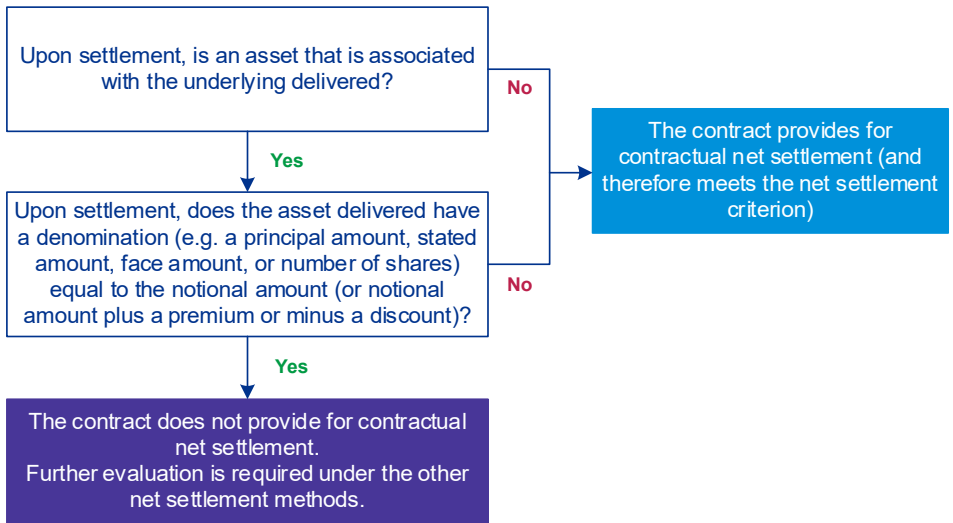 Upon settlement, is an asset that is associated
with the underlying delivered?
No
The contract provides for
contractual net settlement (and
therefore meets the net settlement
criterion)
Yes
Upon settlement, does the asset delivered have
a denomination (e.g. a principal amount, stated
amount, face amount, or number of shares)
equal to the notional amount (or notional
amount plus a premium or minus a discount)?
No
Yes
The contract does not provide for contractual
net settlement.
Further evaluation is required under the other
net settlement methods.